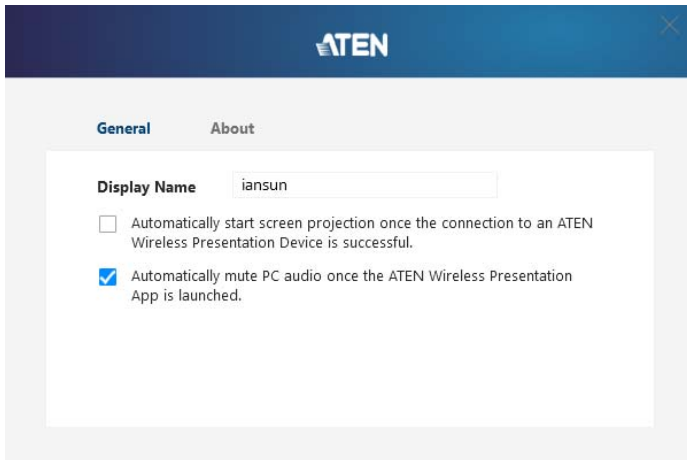 ATEN
General About
Display Name iansun
Automatically start screen projection once the connection to an ATEN
Wireless Presentation Device is successful.
Automatically mute PC audio once the ATEN Wireless Presentation
App is launched.